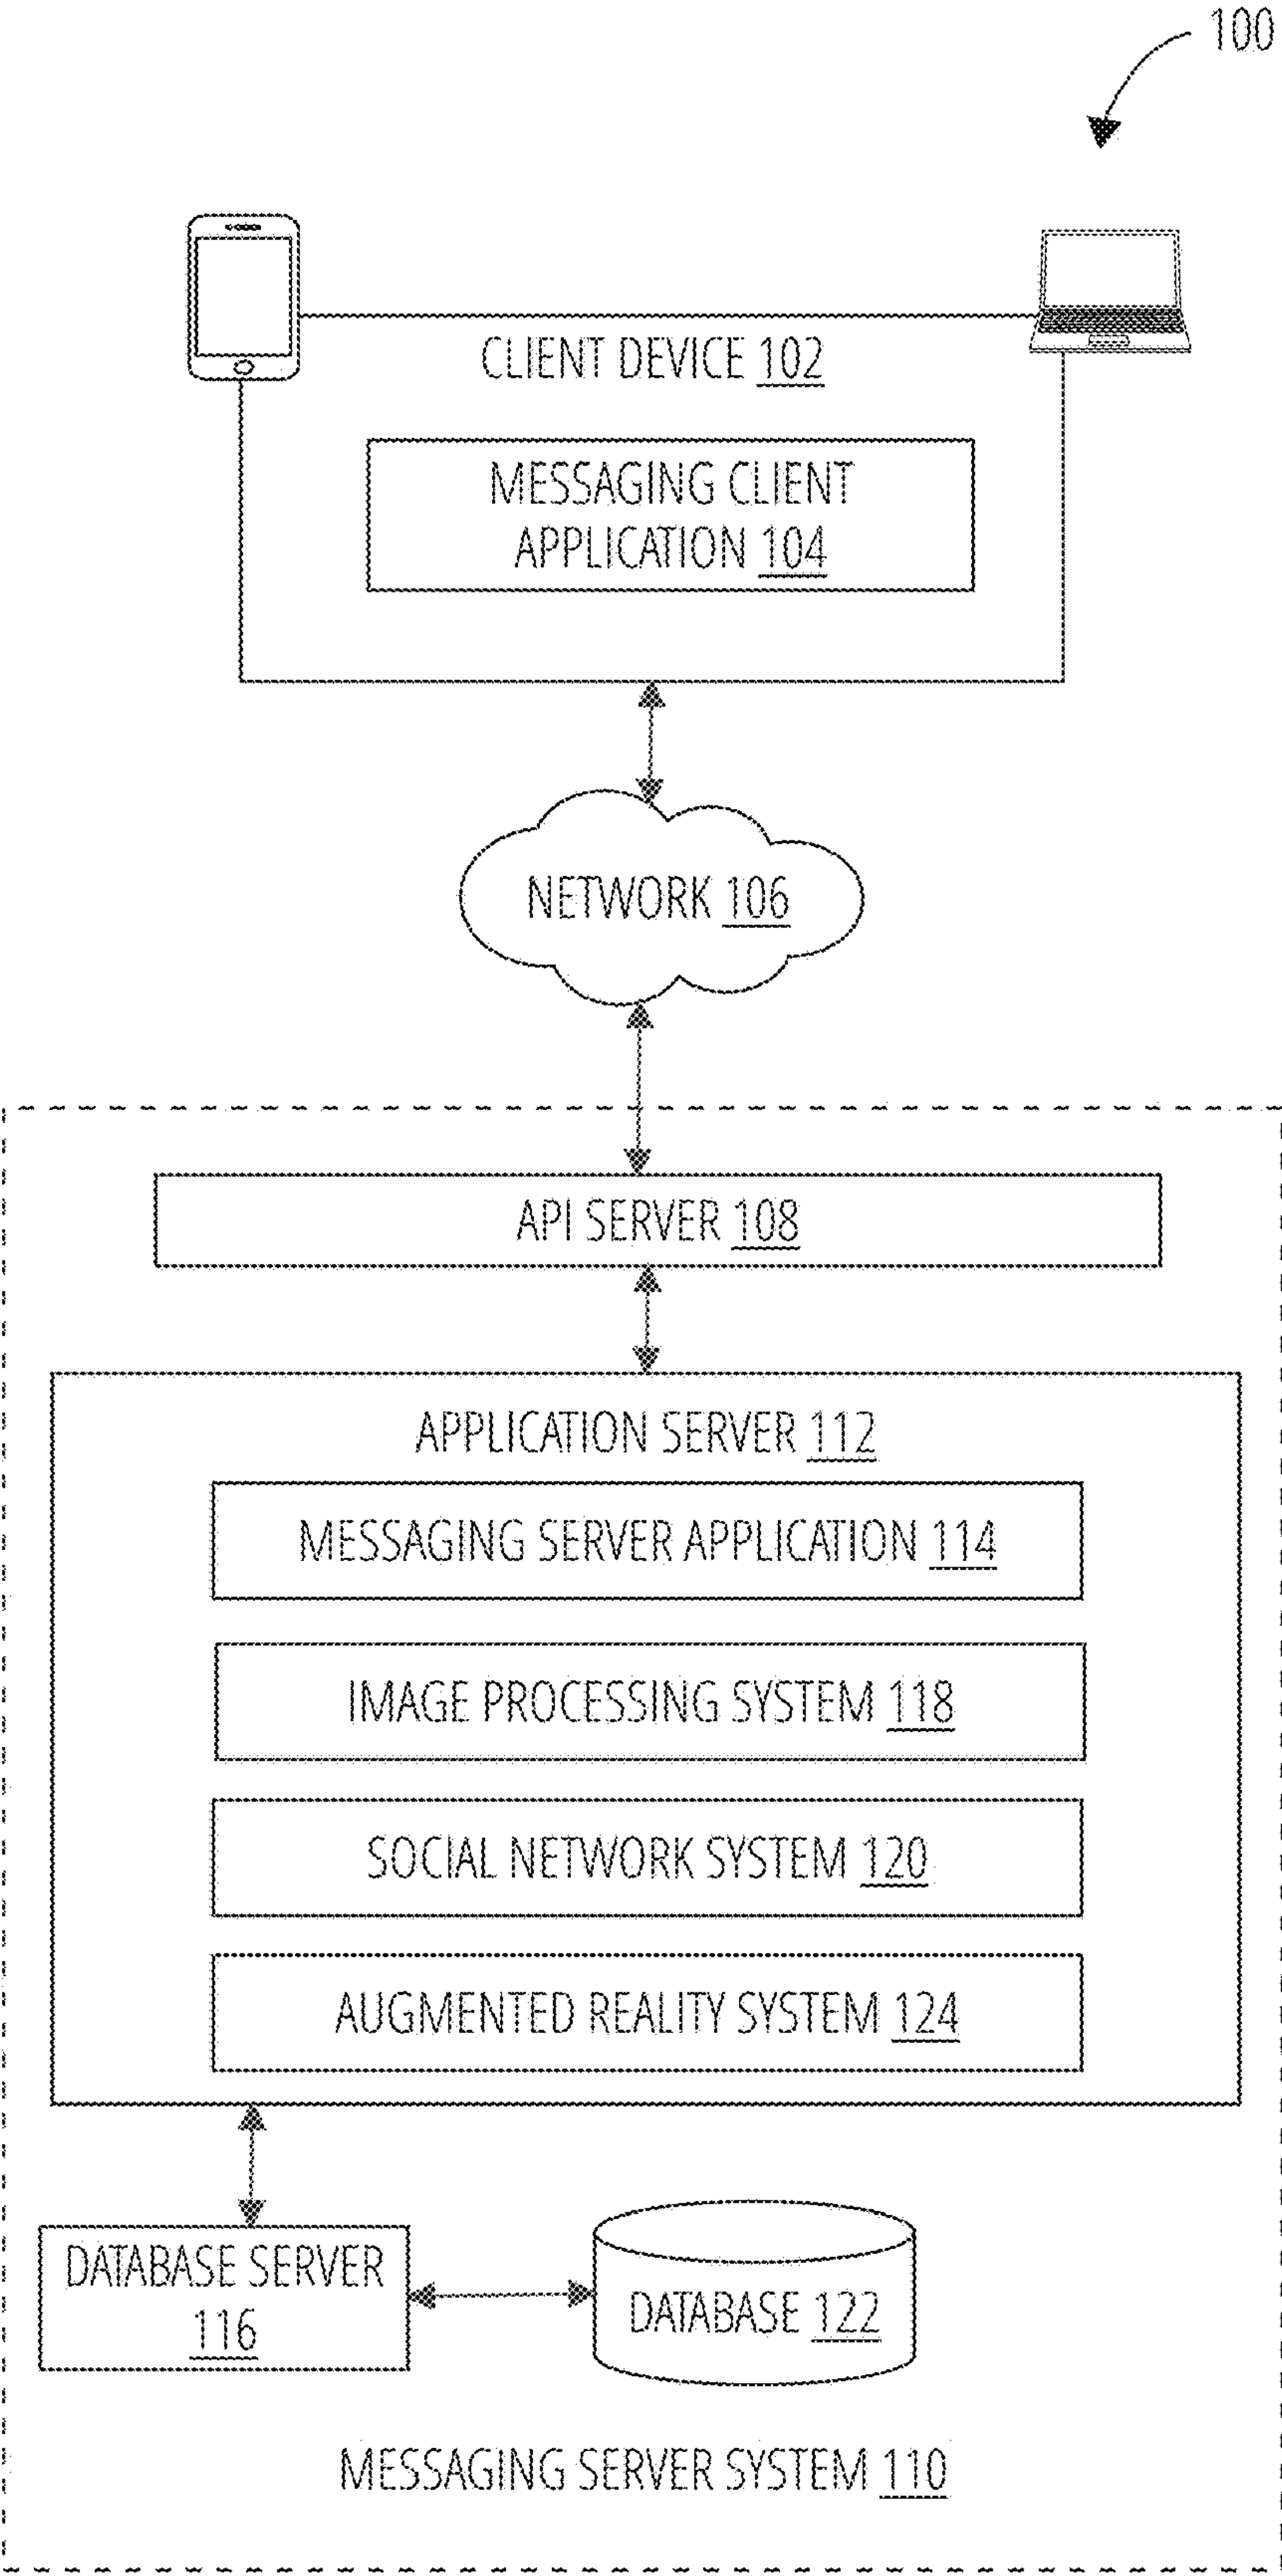 100
CLIENT DEVICE 102
MESSAGING CLIENT
APPLICATION 104
NETWORK 106
API SERVER 108
APPLICATION SERVER 112
MESSAGING SERVER APPLICATION 114
IMAGE PROCESSING SYSTEM 118
SOCIAL NETWORK SYSTEM 120
AUGMENTED REALITY SYSTEM 124
DATABASE SERVER
116
DATABASE 122
MESSAGING SERVER SYSTEM 110